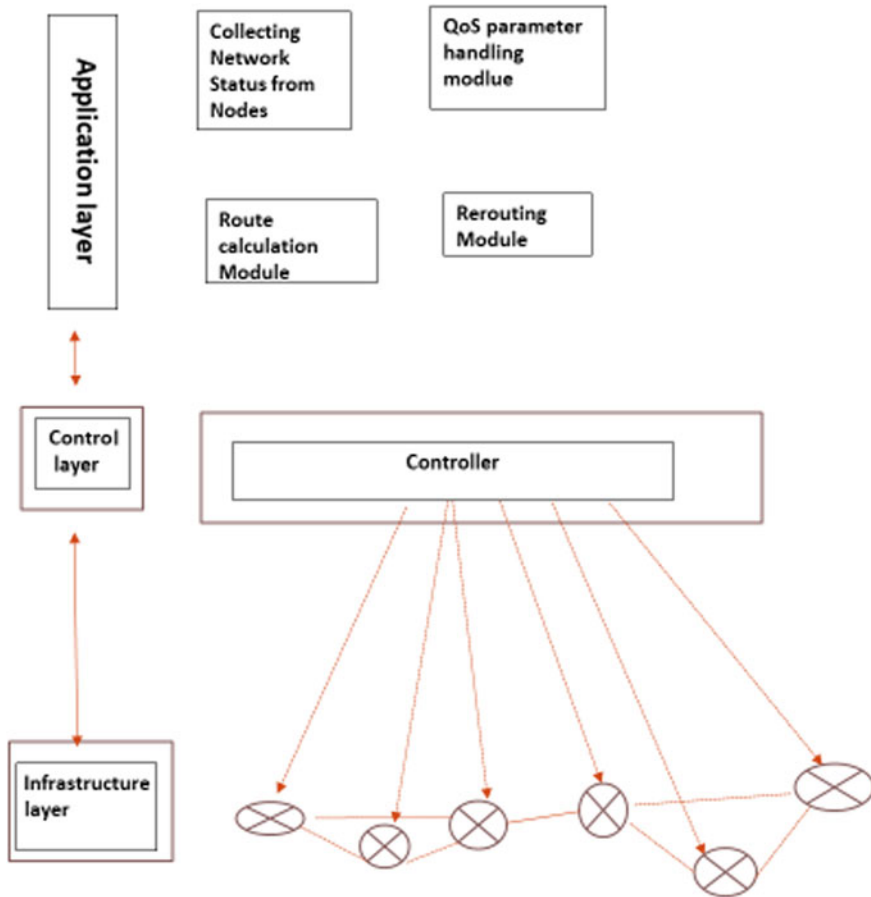 Application layer
Collecting
Network
Status from
Nodes
QoS parameter
handling
modlue
Route
calculation
Module
Rerouting
Module
Control
layer
Controller
Infrastructure
layer